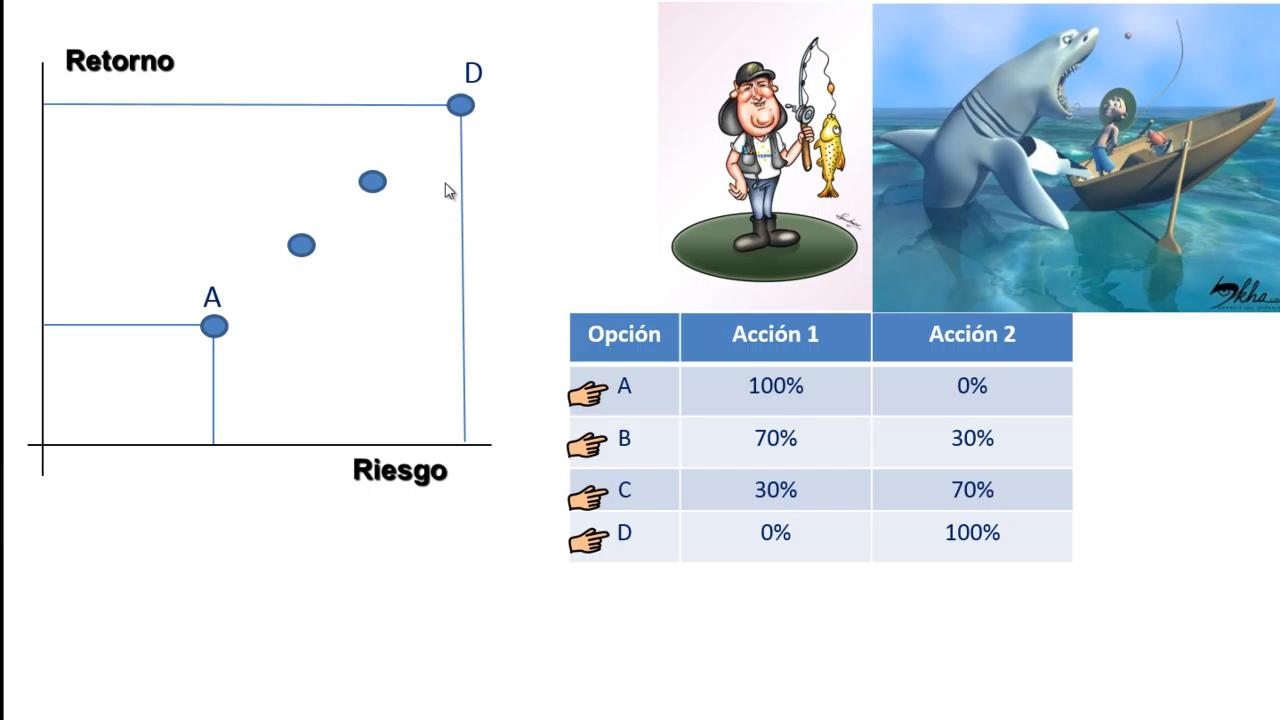 Retorno
D
A
Riesgo
Opción Acción 1 Acción 2
A 100% 0%
B 70% 30%
C 30% 70%
D 0% 100%